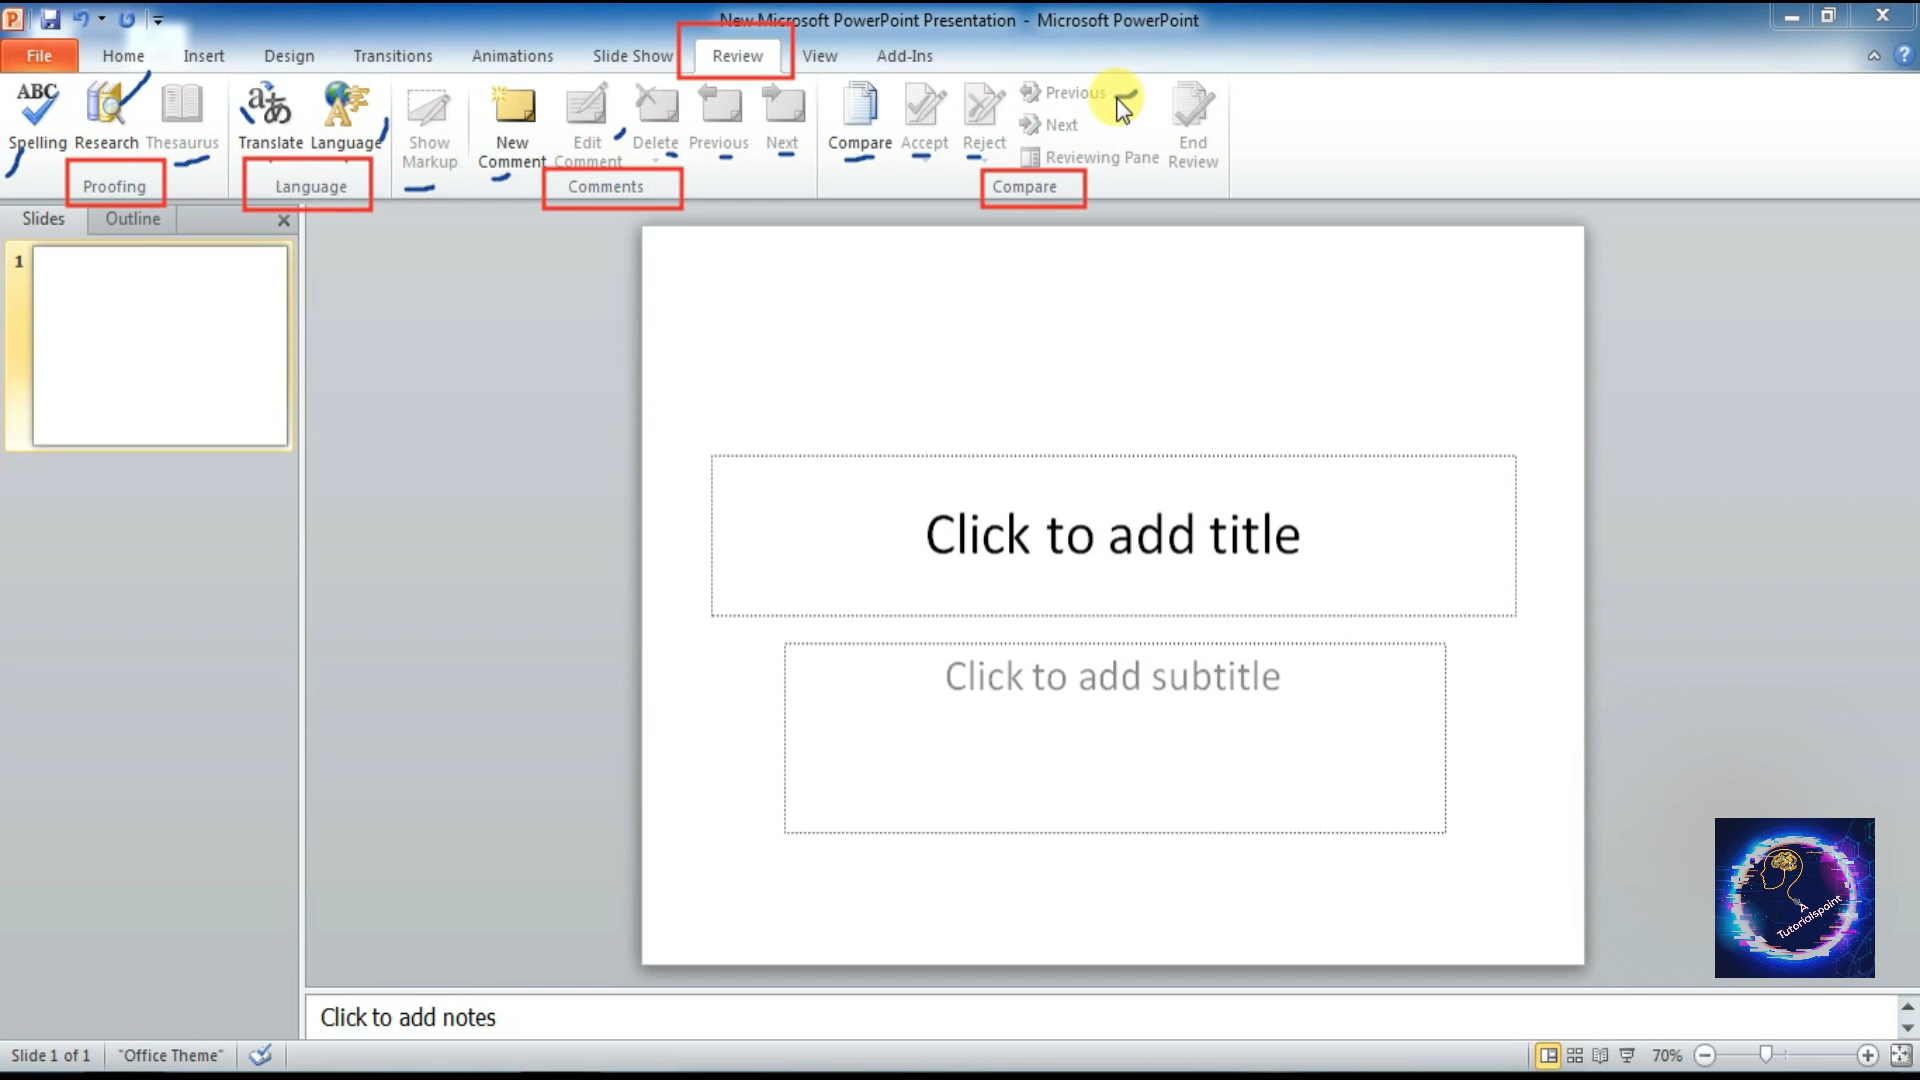 New Microsoft PowerPoint Presentation - Microsoft PowerPoint
File Home Insert Design Transitions Animations Slide Show Review View Add-Ins
ABC
Spelling Research Thesaurus
Proofing
Translate Language
Language
Show Markup
New Comment
Edit Comment
Delete Previous Next
Comments
Compare Accept Reject
Previous
Next
Reviewing Pane
End Review
Compare
Slides Outline
1
Click to add title
Click to add subtitle
A
Tutorialspoint
Click to add notes
Slide 1 of 1 "Office Theme" 70%